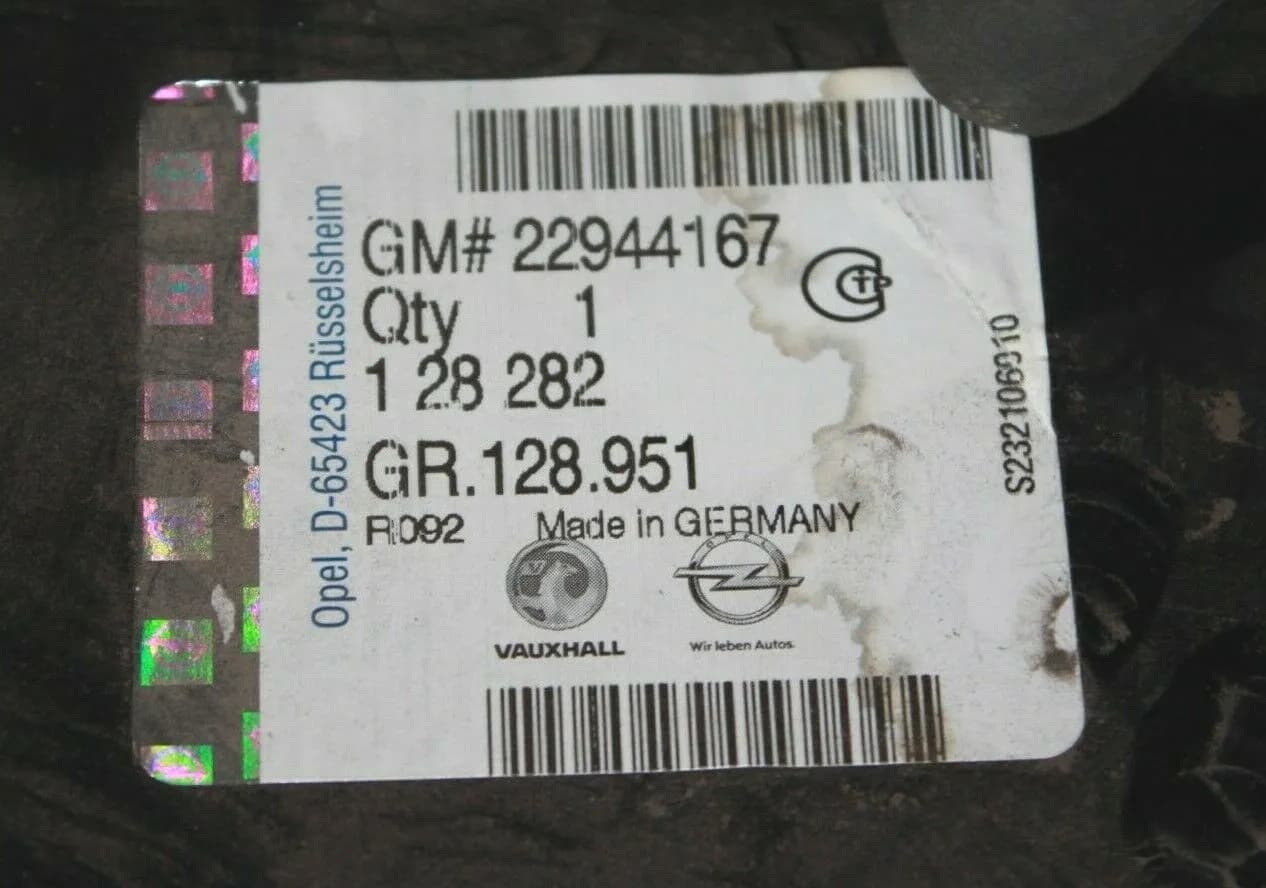 GM# 22944167
Qty 1
1 28 282
GR.128.951
R092 Made in GERMANY
VAUXHALL
OPEL
Wir leben Autos.
Opel, D-65423 Rüsselsheim